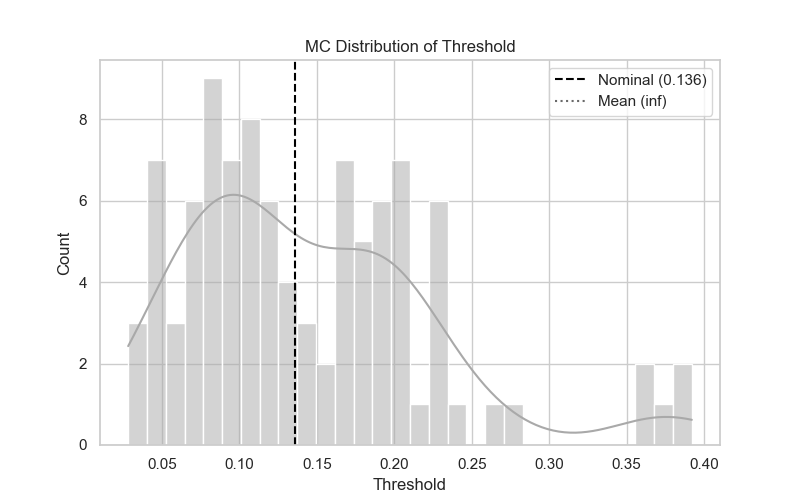 MC Distribution of Threshold
Nominal (0.136)
Mean (inf)
Count
8
6
4
2
0
0.05 0.10 0.15 0.20 0.25 0.30 0.35 0.40
Threshold